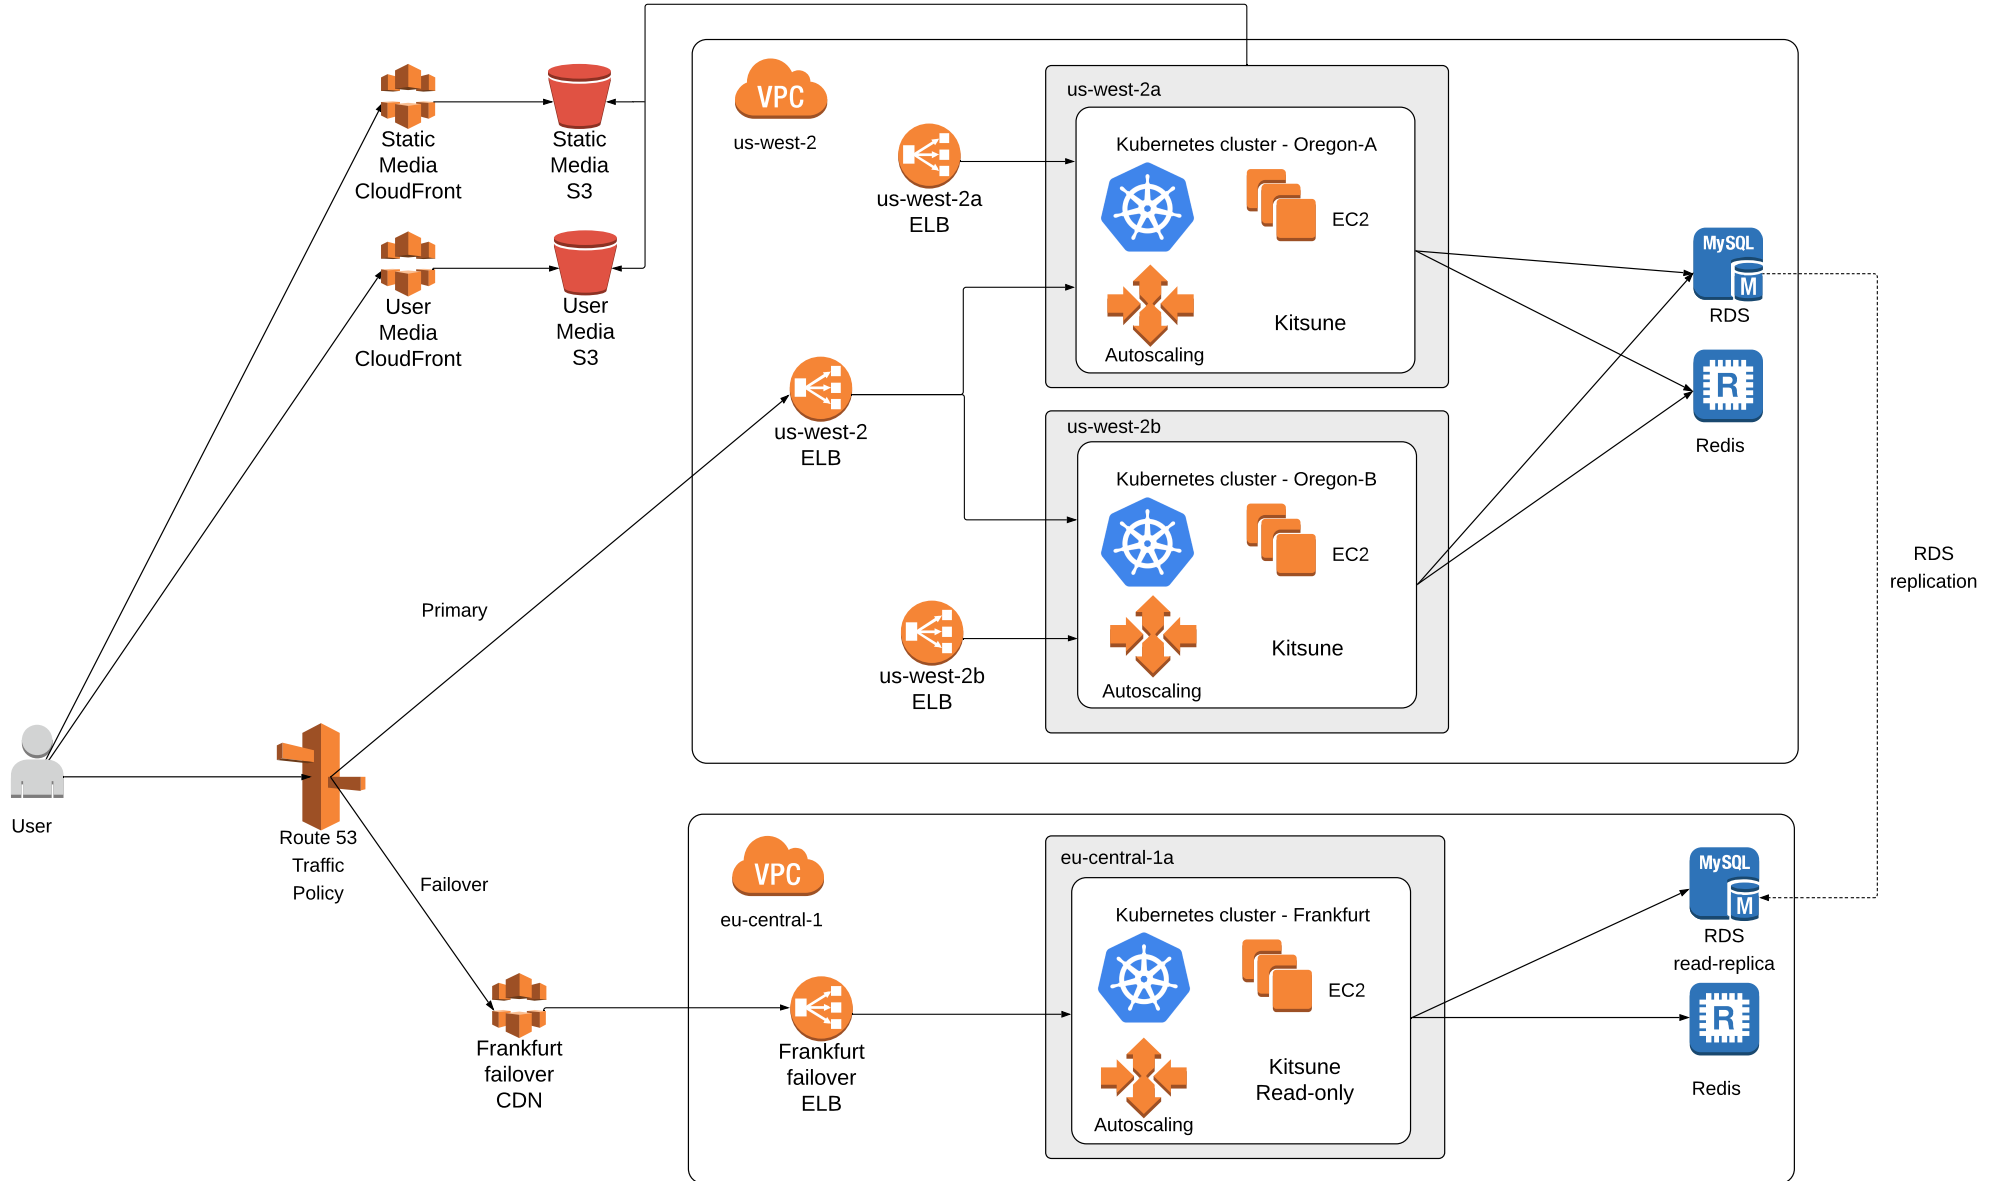 Static
Media
CloudFront
Static
Media
S3
User
Media
CloudFront
User
Media
S3
VPC
us-west-2
us-west-2a
ELB
us-west-2
ELB
us-west-2b
ELB
us-west-2a
Kubernetes cluster - Oregon-A
EC2
Autoscaling
Kitsune
us-west-2b
Kubernetes cluster - Oregon-B
EC2
Autoscaling
Kitsune
MySQL
M
RDS
R
Redis
RDS
replication
Primary
User
Route 53
Traffic
Policy
Failover
Frankfurt
failover
CDN
VPC
eu-central-1
Frankfurt
failover
ELB
eu-central-1a
Kubernetes cluster - Frankfurt
EC2
Autoscaling
Kitsune
Read-only
MySQL
M
RDS
read-replica
R
Redis